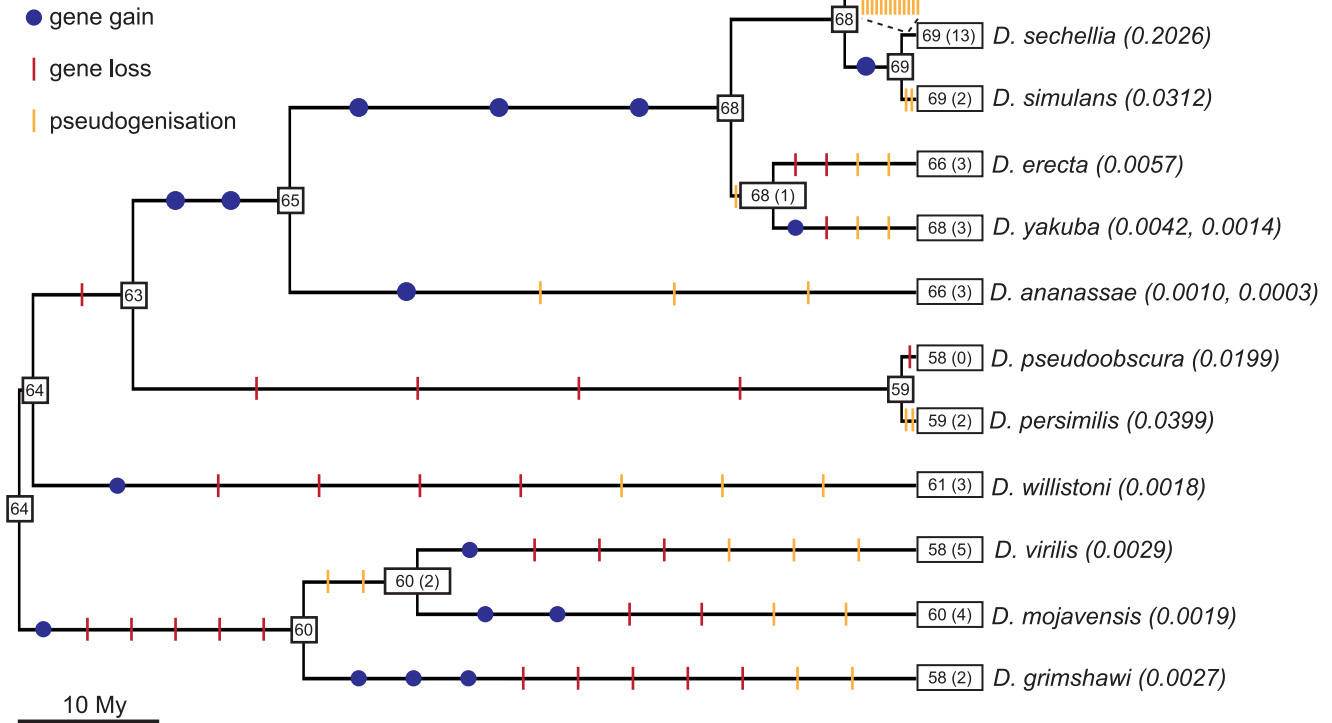 gene gain
gene loss
pseudogenisation
68
69 (13) D. sechellia (0.2026)
69
69 (2) D. simulans (0.0312)
68
66 (3) D. erecta (0.0057)
68 (1)
68 (3) D. yakuba (0.0042, 0.0014)
65
66 (3) D. ananassae (0.0010, 0.0003)
63
58 (0) D. pseudoobscura (0.0199)
59
59 (2) D. persimilis (0.0399)
64
61 (3) D. willistoni (0.0018)
64
58 (5) D. virilis (0.0029)
60 (2)
60 (4) D. mojavensis (0.0019)
60
58 (2) D. grimshawi (0.0027)
10 My